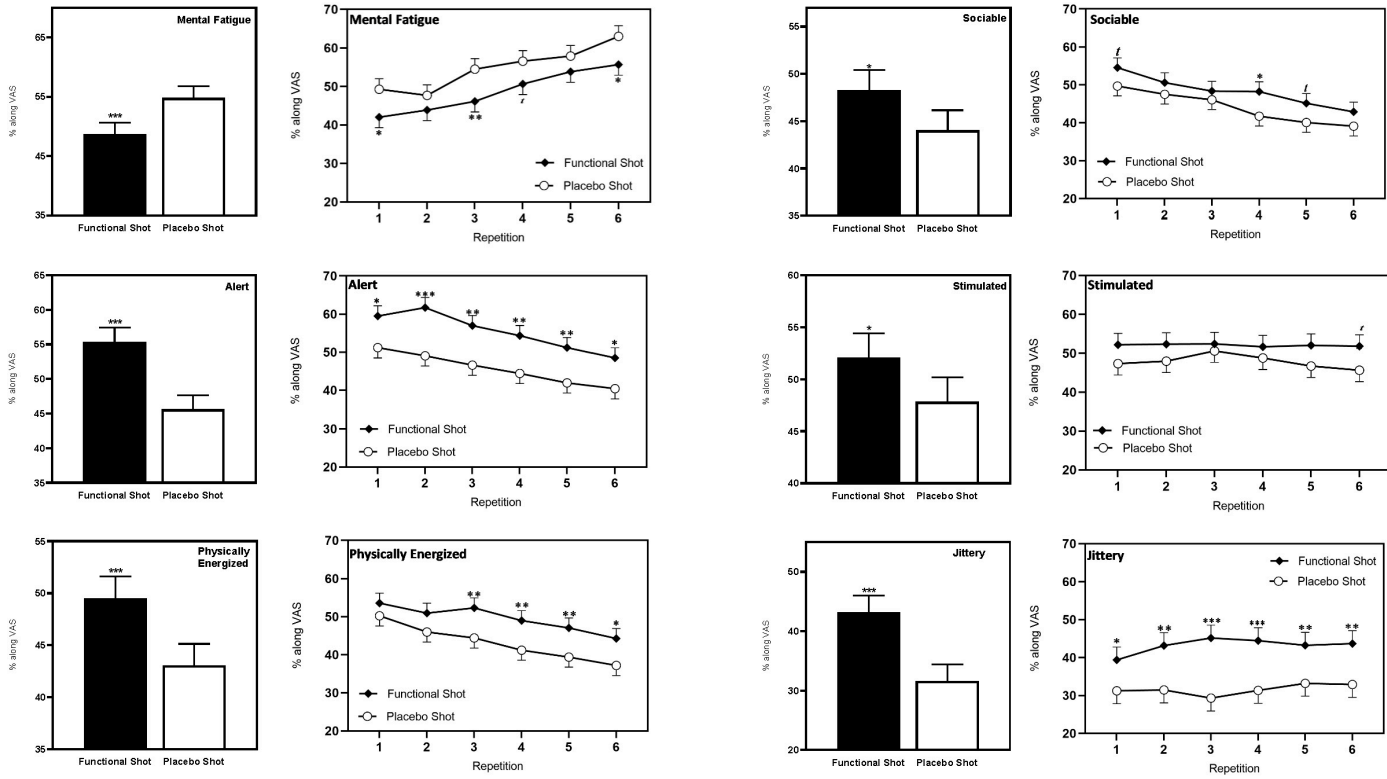 Mental Fatigue
65
55
45
35
% along VAS
***
Functional Shot
Placebo Shot
Mental Fatigue
70
60
50
40
30
20
% along VAS
*
**
t
*
Functional Shot
Placebo Shot
1 2 3 4 5 6
Repetition
Sociable
55
50
45
40
35
% along VAS
*
Functional Shot
Placebo Shot
Sociable
70
60
50
40
30
20
% along VAS
t
*
t
Functional Shot
Placebo Shot
1 2 3 4 5 6
Repetition
Alert
65
60
55
50
45
40
35
% along VAS
***
Functional Shot
Placebo Shot
Alert
70
60
50
40
30
20
% along VAS
* *** ** ** ** *
Functional Shot
Placebo Shot
1 2 3 4 5 6
Repetition
Stimulated
60
55
50
45
40
% along VAS
*
Functional Shot
Placebo Shot
Stimulated
70
60
50
40
30
20
% along VAS
t
Functional Shot
Placebo Shot
1 2 3 4 5 6
Repetition
Physically
Energized
55
50
45
40
35
% along VAS
***
Functional Shot
Placebo Shot
Physically Energized
70
60
50
40
30
20
% along VAS
** ** ** *
Functional Shot
Placebo Shot
1 2 3 4 5 6
Repetition
Jittery
50
40
30
20
% along VAS
***
Functional Shot
Placebo Shot
Jittery
70
60
50
40
30
20
% along VAS
Functional Shot
Placebo Shot
* ** *** *** ** **
1 2 3 4 5 6
Repetition